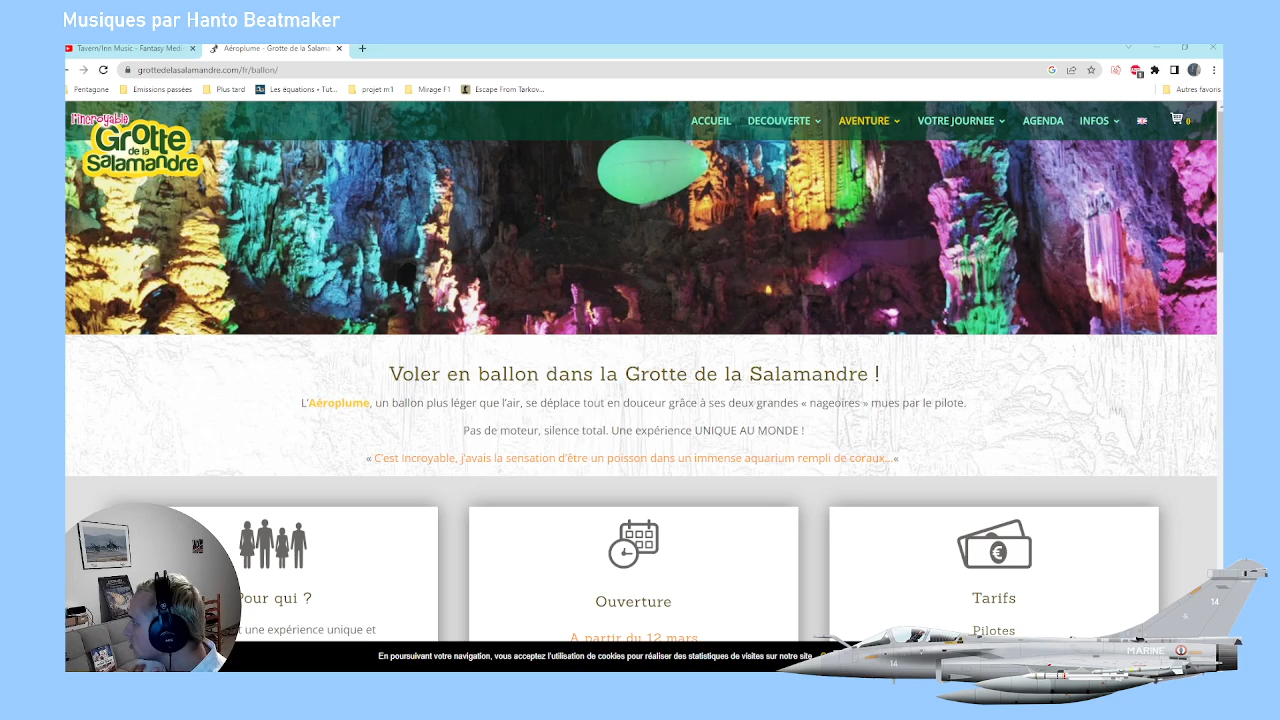 Musiques par Hanto Beatmaker
Tavern/Inn Music - Fantasy Medi
Aéroplume - Grotte de la Salama
grottedelasalamandre.com/fr/ballon/
Pentagone
Emissions passées
Plus tard
Les équations • Tut...
projet m1
Mirage F1
Escape From Tarkov...
Autres favoris
l'incroyable
Grotte
de la
Salamandre
ACCUEIL
DECOUVERTE
AVENTURE
VOTRE JOURNEE
AGENDA
INFOS
0
Voler en ballon dans la Grotte de la Salamandre !
L'Aéroplume, un ballon plus léger que l'air, se déplace tout en douceur grâce à ses deux grandes « nageoires » mues par le pilote.
Pas de moteur, silence total. Une expérience UNIQUE AU MONDE !
« C'est Incroyable, j'avais la sensation d'être un poisson dans un immense aquarium rempli de coraux...«
Pour qui ?
t une expérience unique et
Ouverture
A partir du 12 mars
€
Tarifs
Pilotes
En poursuivant votre navigation, vous acceptez l'utilisation de cookies pour réaliser des statistiques de visites sur notre site
14
14
MARINE